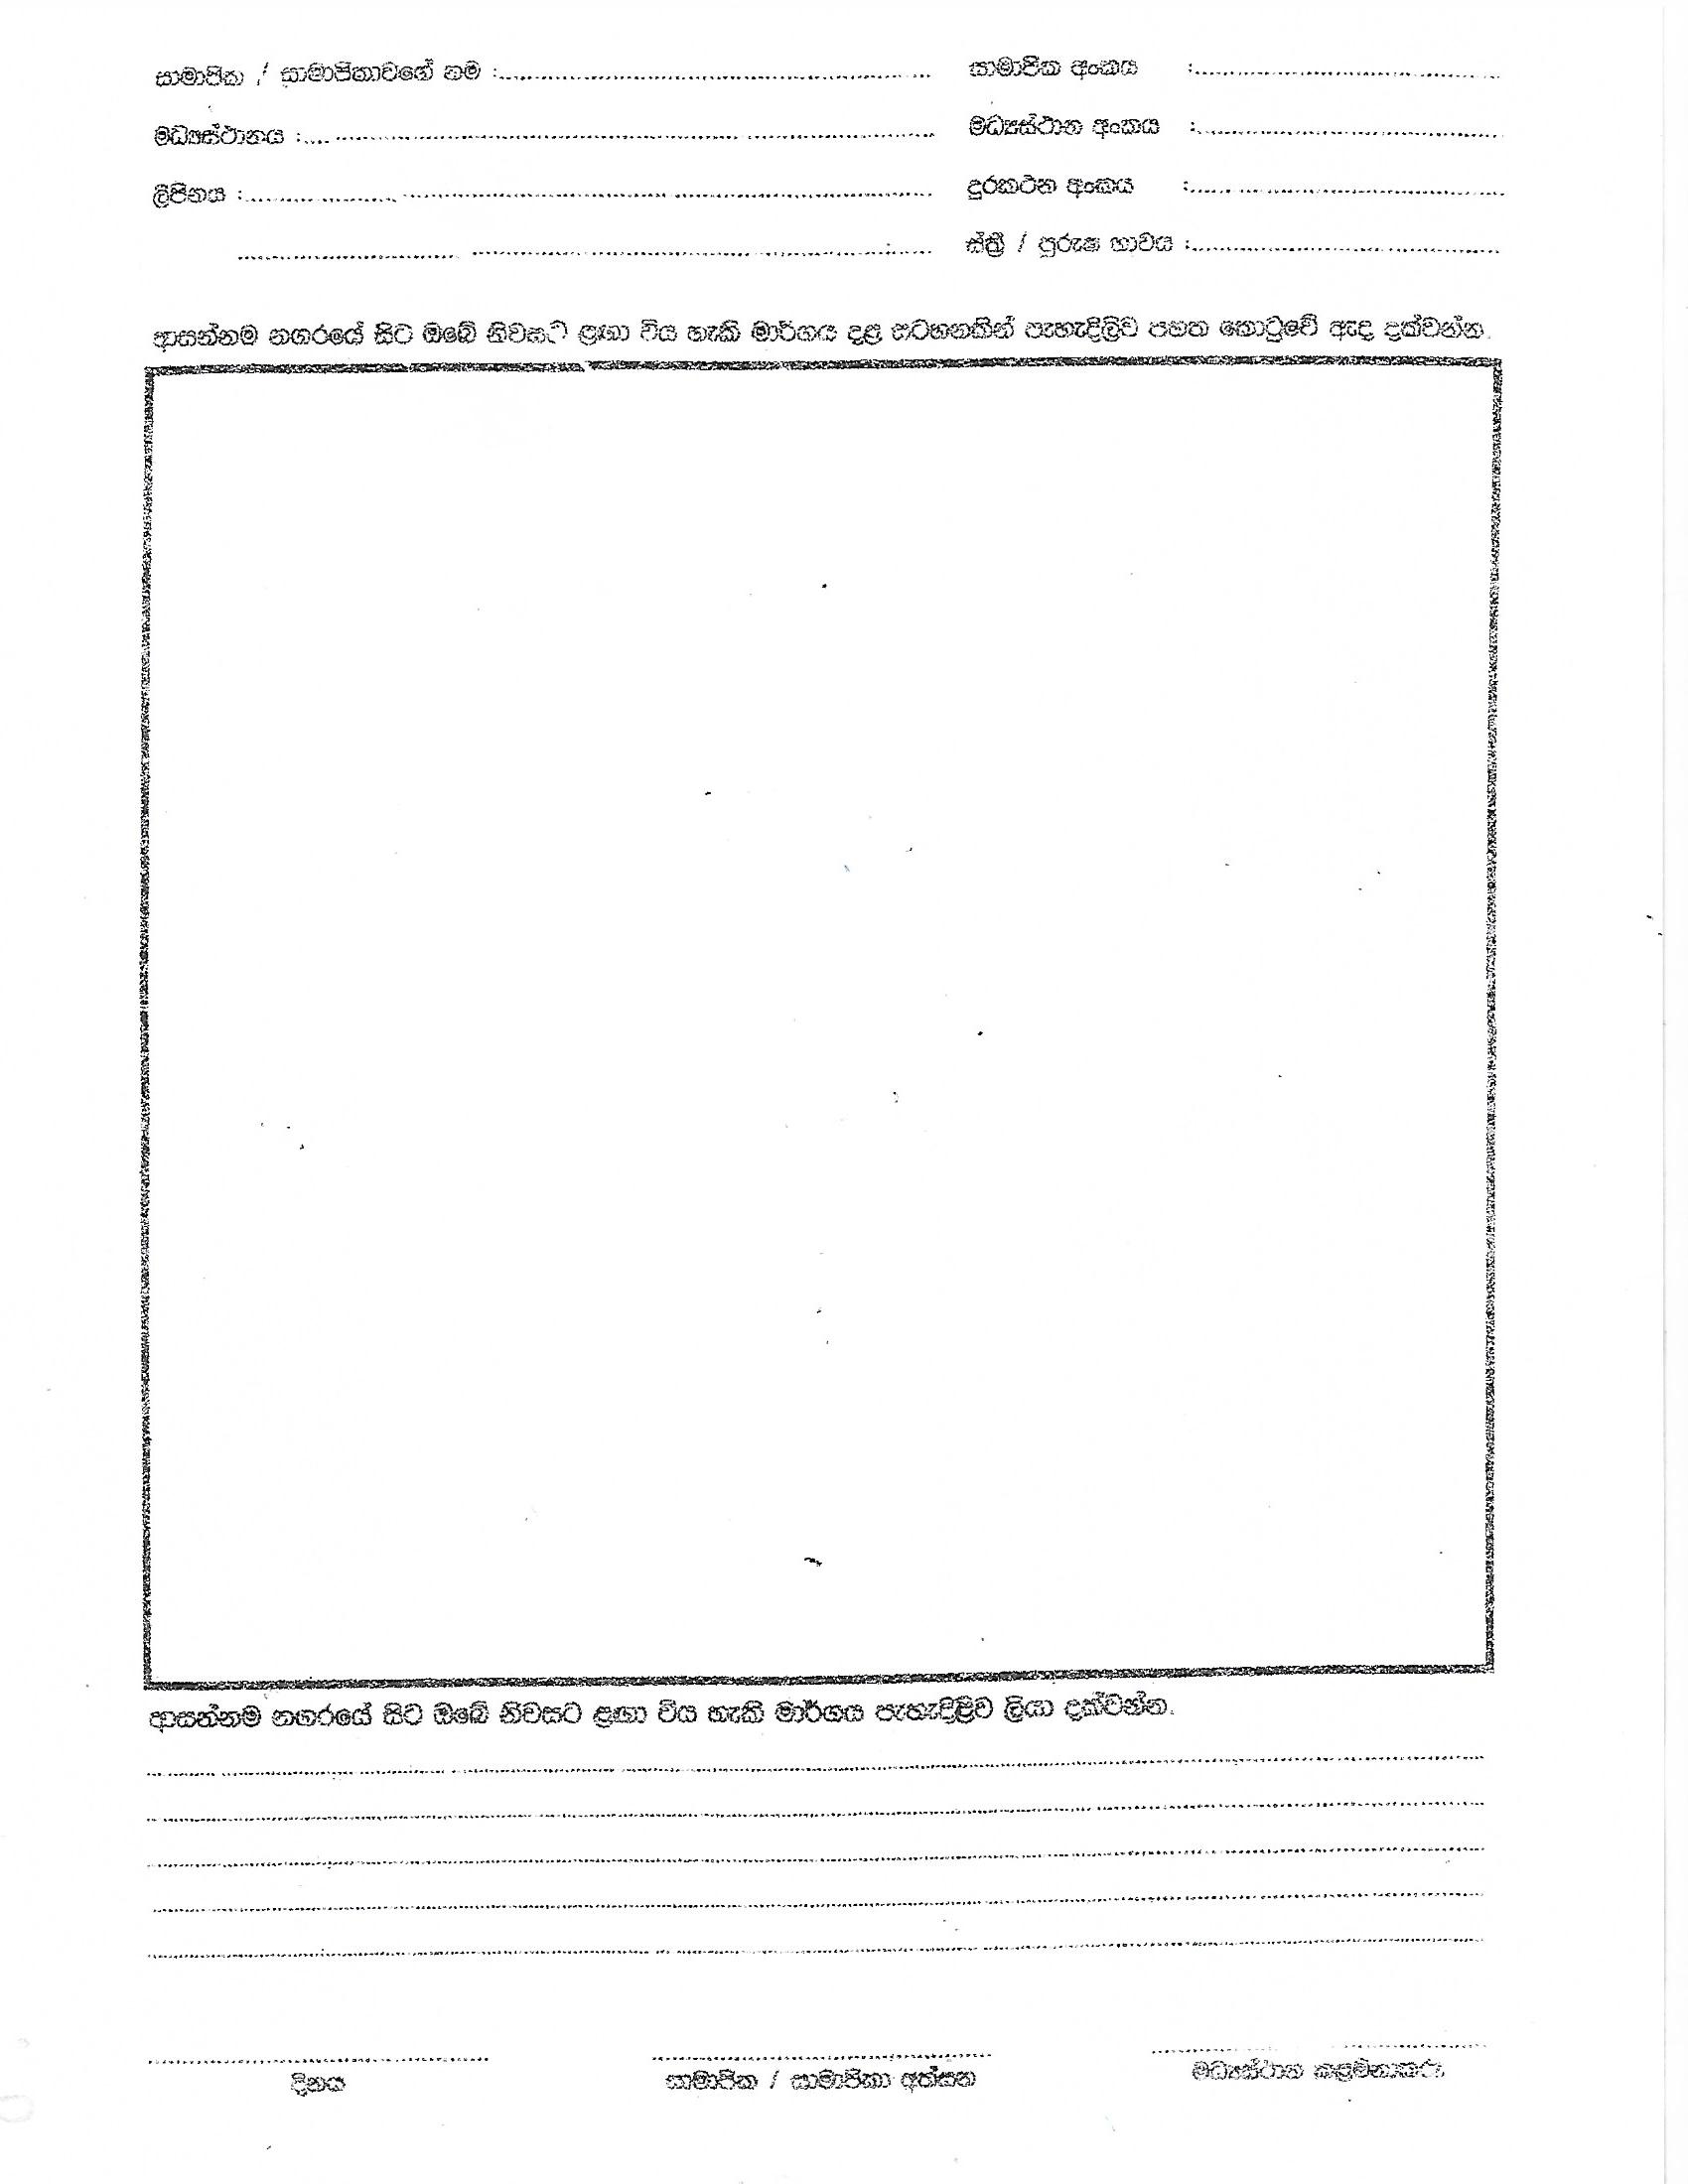 සාමාජික / සාමාජිකාවගේ නම :.......... සාමාජික අංකය :..........
මධ්‍යස්ථානය :.......... මධ්‍යස්ථාන අංකය :..........
ලිපිනය :.......... දුරකථන අංකය :..........
.......... ස්ත්‍රී / පුරුෂ භාවය :..........
ආසන්නම නගරයේ සිට ඔබේ නිවසට ළඟා විය හැකි මාර්ගය දළ සටහනකින් පැහැදිලිව පහත කොටුවේ ඇද දක්වන්න.
ආසන්නම නගරයේ සිට ඔබේ නිවසට ළඟා විය හැකි මාර්ගය පැහැදිළිව ලියා දක්වන්න.
දිනය සාමාජික / සාමාජිකා අත්සන මධ්‍යස්ථාන කළමනාකරු